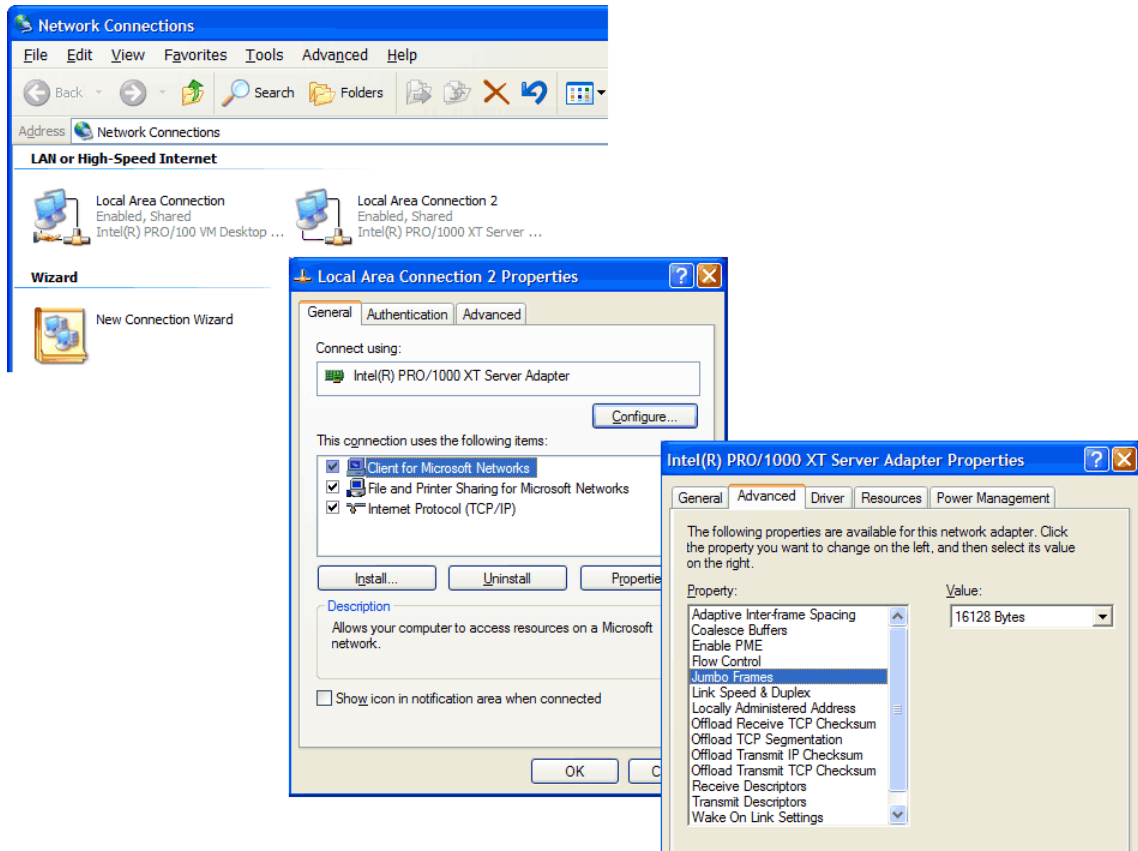 Network Connections
File Edit View Favorites Tools Advanced Help
Back Search Folders
Address Network Connections
LAN or High-Speed Internet
Local Area Connection
Enabled, Shared
Intel(R) PRO/100 VM Desktop ...
Local Area Connection 2
Enabled, Shared
Intel(R) PRO/1000 XT Server ...
Wizard
New Connection Wizard
Local Area Connection 2 Properties
General Authentication Advanced
Connect using:
Intel(R) PRO/1000 XT Server Adapter
Configure...
This connection uses the following items:
Client for Microsoft Networks
File and Printer Sharing for Microsoft Networks
Internet Protocol (TCP/IP)
Install... Uninstall Propertie
Description
Allows your computer to access resources on a Microsoft
network.
Show icon in notification area when connected
OK C
Intel(R) PRO/1000 XT Server Adapter Properties
General Advanced Driver Resources Power Management
The following properties are available for this network adapter. Click
the property you want to change on the left, and then select its value
on the right.
Property:
Adaptive Inter-frame Spacing
Coalesce Buffers
Enable PME
Flow Control
Jumbo Frames
Link Speed & Duplex
Locally Administered Address
Offload Receive TCP Checksum
Offload TCP Segmentation
Offload Transmit IP Checksum
Offload Transmit TCP Checksum
Receive Descriptors
Transmit Descriptors
Wake On Link Settings
Value:
16128 Bytes